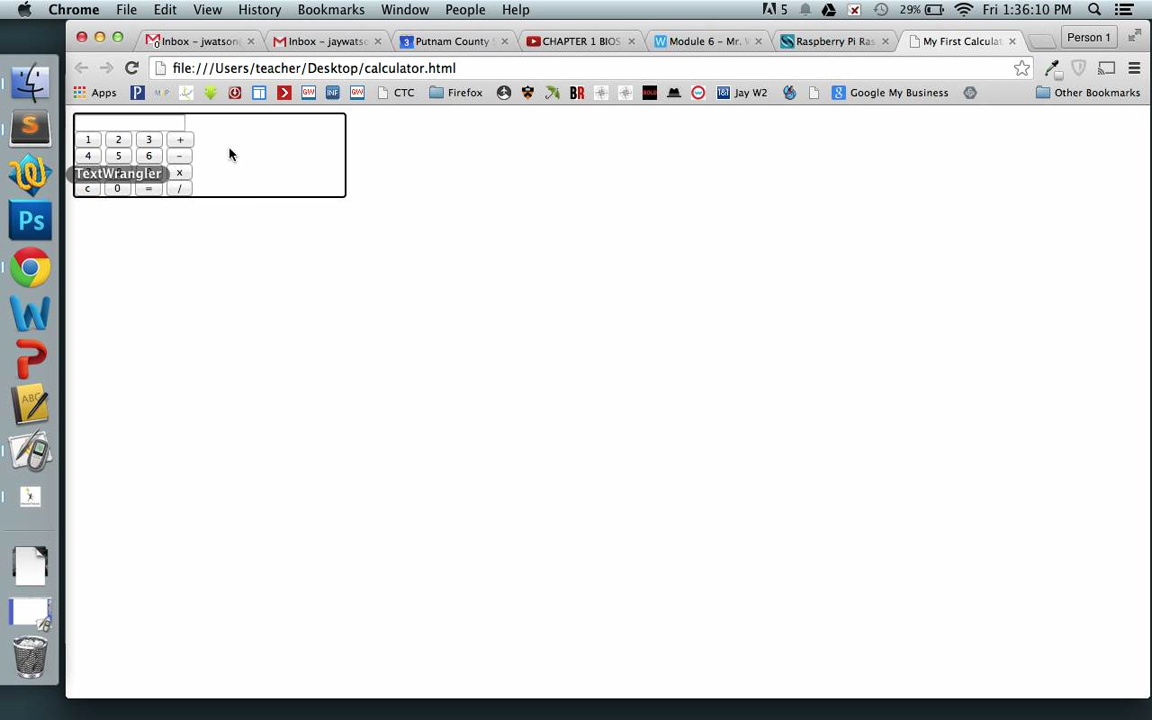 Chrome File Edit View History Bookmarks Window People Help 5 29% Fri 1:36:10 PM
Inbox – jwatson Inbox – jaywats Putnam County CHAPTER 1 BIOS Module 6 – Mr. Raspberry Pi Ras My First Calcula Person 1
file:///Users/teacher/Desktop/calculator.html
Apps CTC Firefox BR Jay W2 Google My Business Other Bookmarks
1 2 3 +
4 5 6 –
TextWrangler x
c 0 = /
S
Ps
W
P
ABC